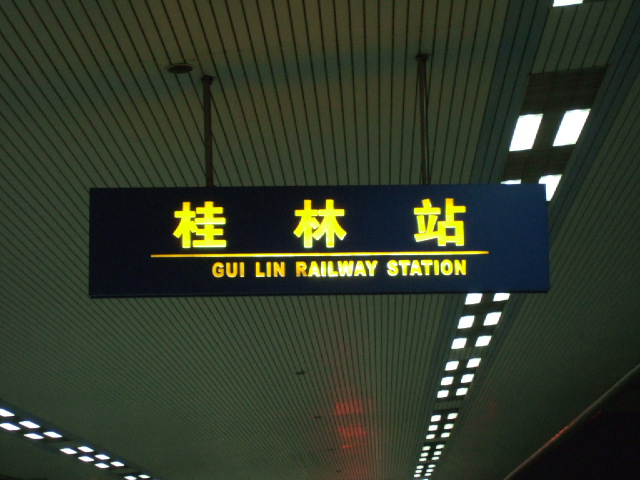 桂林站
GUI LIN RAILWAY STATION